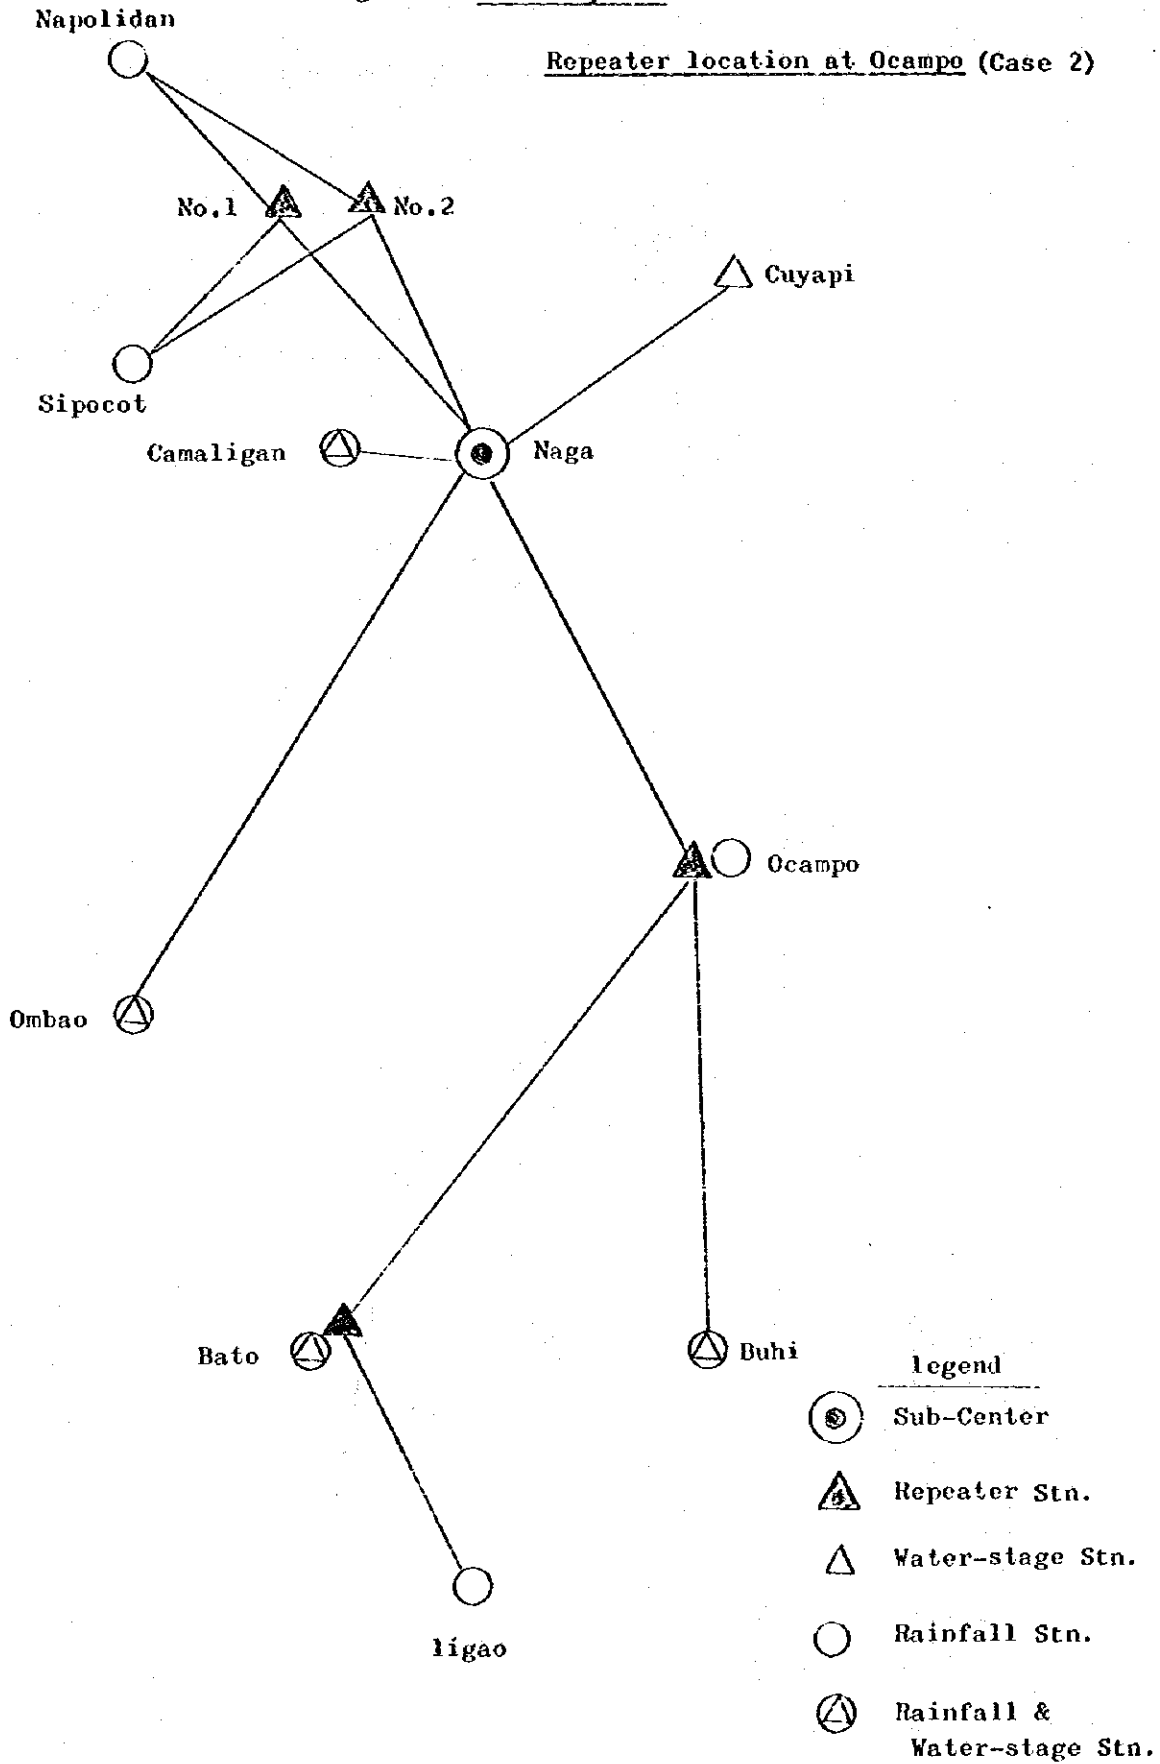 Napolidan
Repeater location at Ocampo (Case 2)
No.1
No.2
Cuyapi
Sipocot
Camaligan
Naga
Ocampo
Ombao
Bato
Buhi
legend
Sub-Center
Repeater Stn.
Water-stage Stn.
Rainfall Stn.
ligao
Rainfall &
Water-stage Stn.